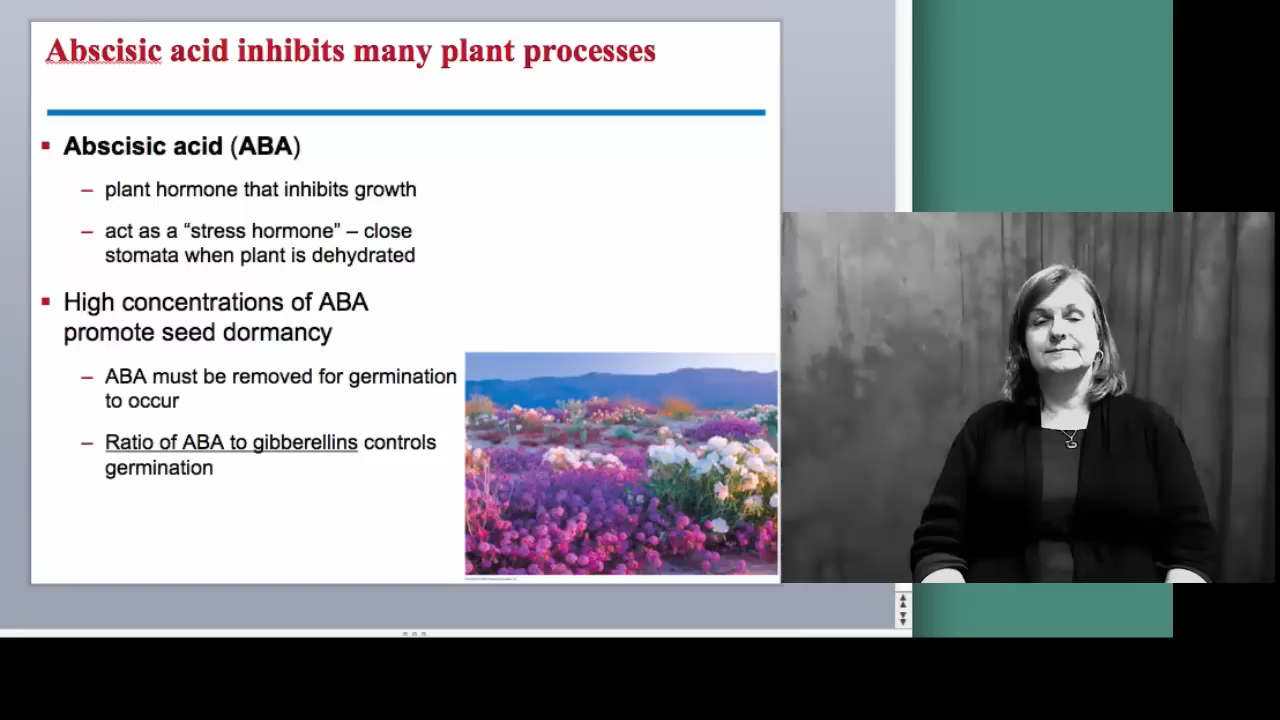 Abscisic acid inhibits many plant processes
▪ Abscisic acid (ABA)
– plant hormone that inhibits growth
– act as a “stress hormone” – close
stomata when plant is dehydrated
▪ High concentrations of ABA
promote seed dormancy
– ABA must be removed for germination
to occur
– Ratio of ABA to gibberellins controls
germination